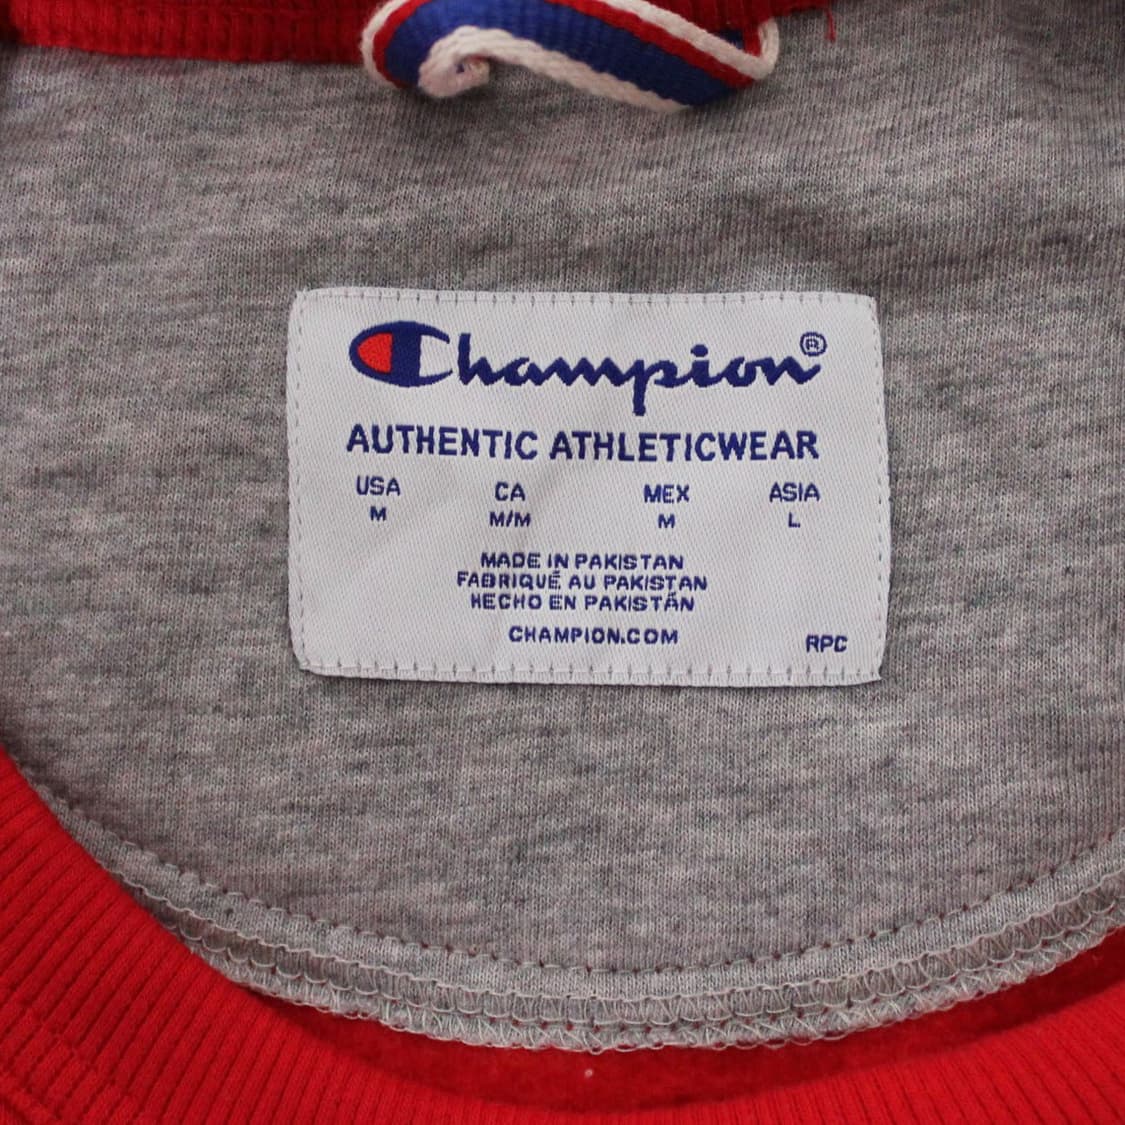 Champion®
AUTHENTIC ATHLETICWEAR
USA CA MEX ASIA
M M/M M L
MADE IN PAKISTAN
FABRIQUÉ AU PAKISTAN
HECHO EN PAKISTÁN
CHAMPION.COM
RPC